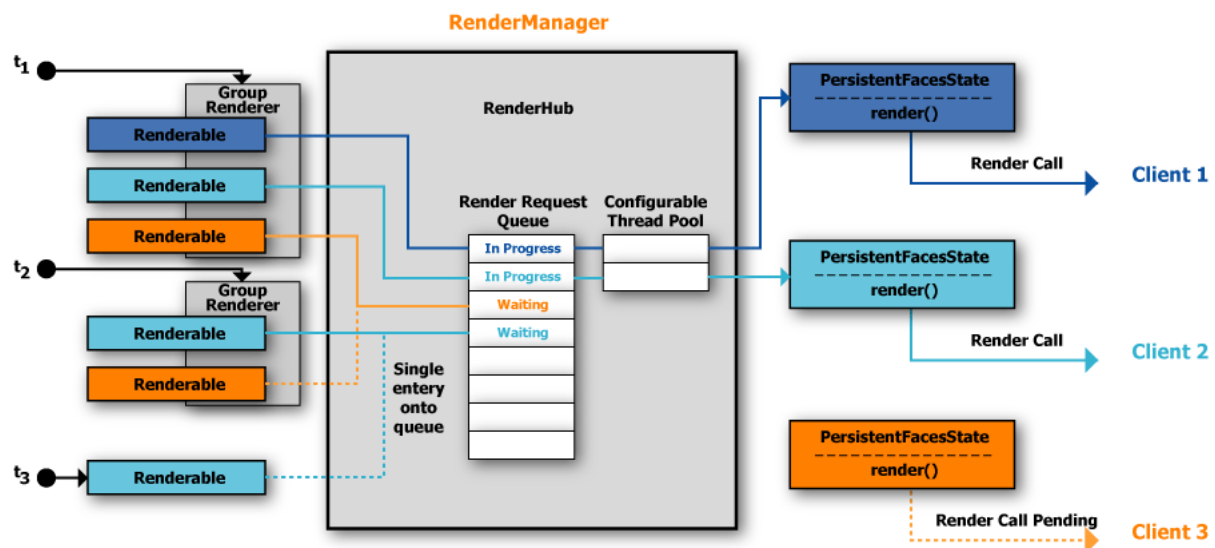 RenderManager
t1
Group
Renderer
Renderable
Renderable
Renderable
t2
Group
Renderer
Renderable
Renderable
t3
Renderable
RenderHub
Render Request
Queue
Configurable
Thread Pool
In Progress
In Progress
Waiting
Waiting
Single
entery
onto
queue
PersistentFacesState
render()
Render Call
Client 1
PersistentFacesState
render()
Render Call
Client 2
PersistentFacesState
render()
Render Call Pending
Client 3